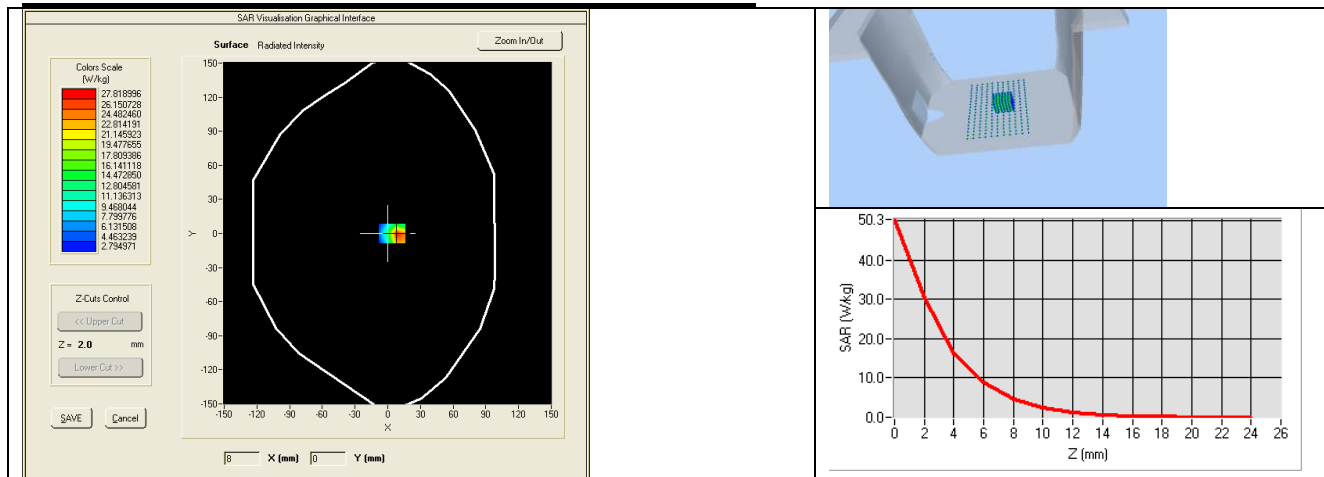 SAR Visualisation Graphical Interface
Surface Radiated Intensity
Zoom In/Out
Colors Scale
(W/kg)
27.818996
26.150728
24.482460
22.814191
21.145923
19.477655
17.809386
16.141118
14.472850
12.804581
11.136313
9.468044
7.799776
6.131508
4.463239
2.794971
Z-Cuts Control
<< Upper Cut
Z = 2.0 mm
Lower Cut >>
SAVE Cancel
150
120
90
60
30
0
-30
-60
-90
-120
-150
Y
-150 -120 -90 -60 -30 0 30 60 90 120 150
X
8 X (mm) 0 Y (mm)
50.3
40.0
30.0
20.0
10.0
0.0
SAR (W/kg)
0 2 4 6 8 10 12 14 16 18 20 22 24 26
Z (mm)